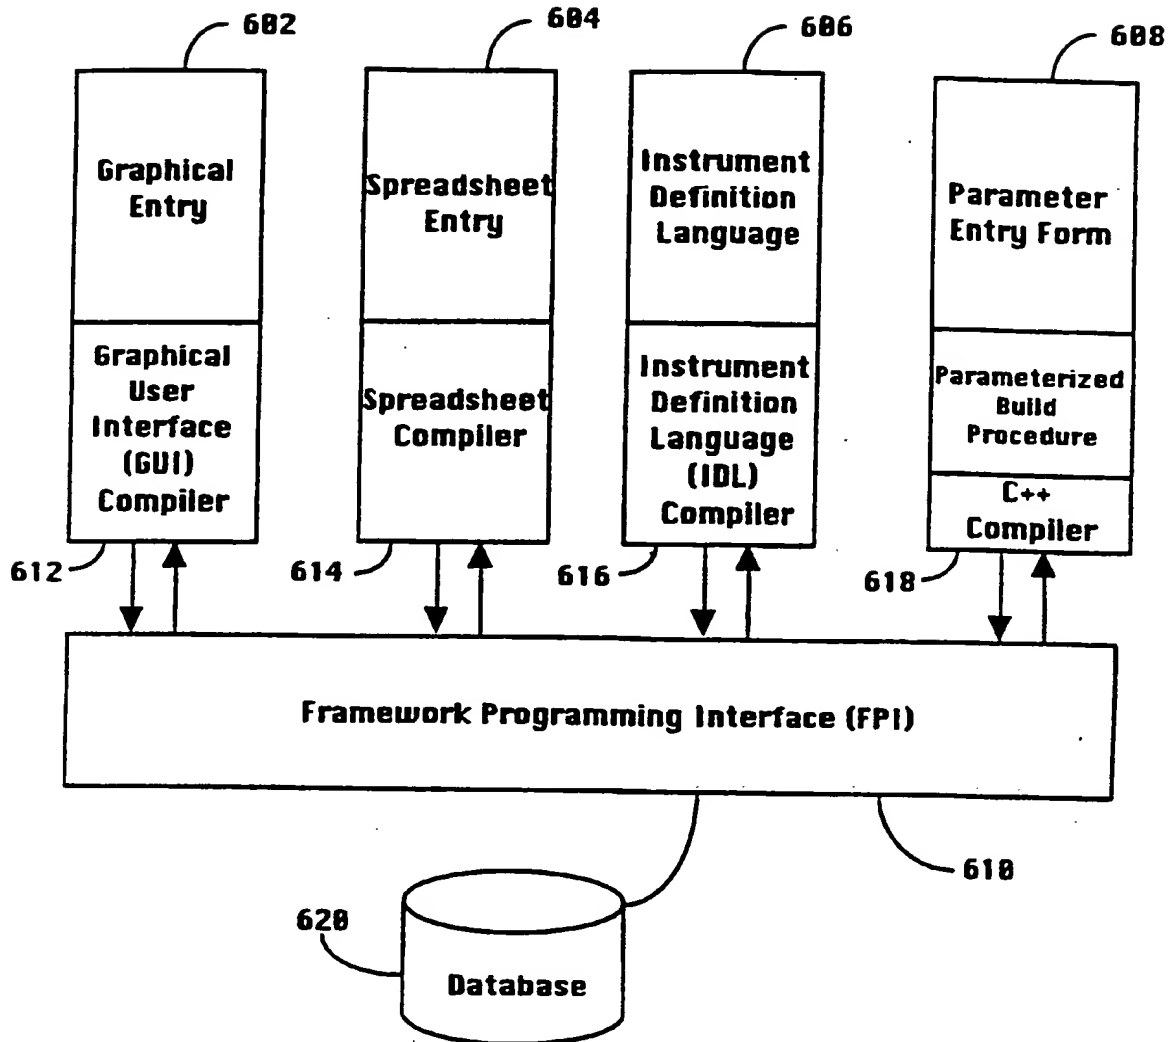 602
604
606
608
Graphical
Entry
Spreadsheet
Entry
Instrument
Definition
Language
Parameter
Entry Form
Graphical
User
Interface
(GUI)
Compiler
Spreadsheet
Compiler
Instrument
Definition
Language
(IDL)
Compiler
Parameterized
Build
Procedure
C++
Compiler
612
614
616
618
Framework Programming Interface (FPI)
610
620
Database